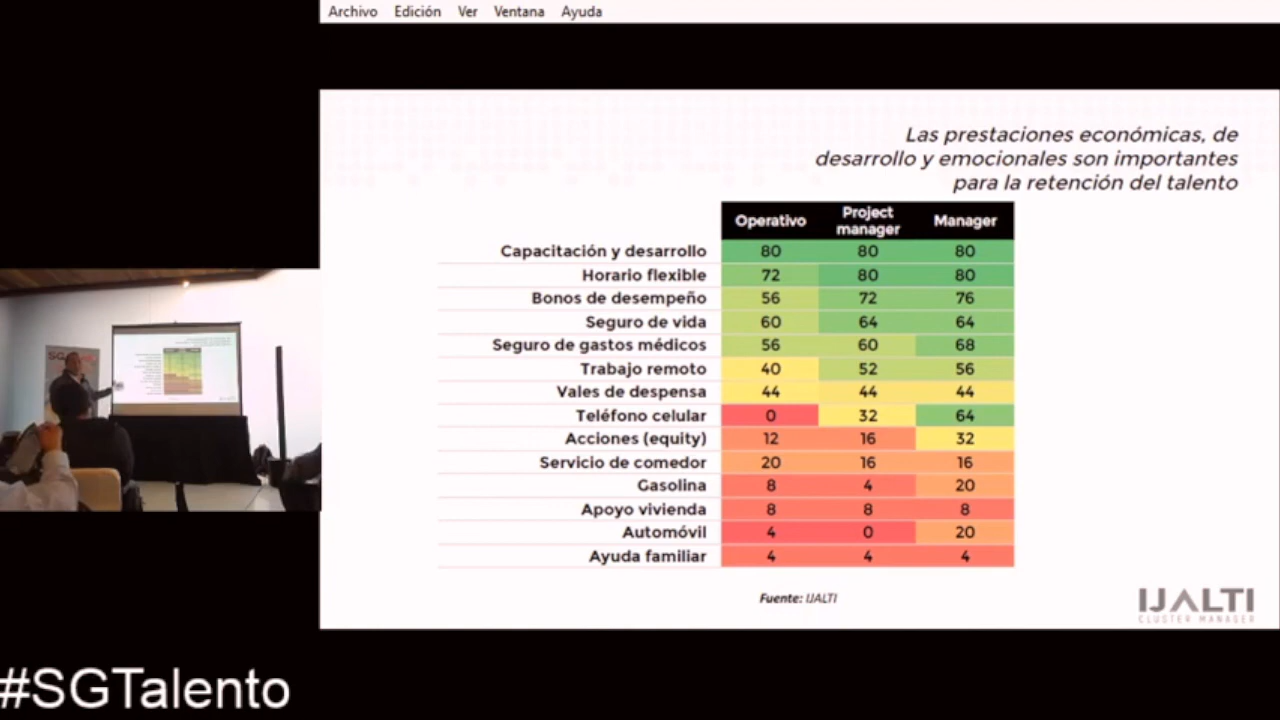 Archivo Edición Ver Ventana Ayuda
Las prestaciones económicas, de
desarrollo y emocionales son importantes
para la retención del talento
Operativo Project manager Manager
Capacitación y desarrollo 80 80 80
Horario flexible 72 80 80
Bonos de desempeño 56 72 76
Seguro de vida 60 64 64
Seguro de gastos médicos 56 60 68
Trabajo remoto 40 52 56
Vales de despensa 44 44 44
Teléfono celular 0 32 64
Acciones (equity) 12 16 32
Servicio de comedor 20 16 16
Gasolina 8 4 20
Apoyo vivienda 8 8 8
Automóvil 4 0 20
Ayuda familiar 4 4 4
Fuente: IJALTI
IJALTI
CLUSTER MANAGER
#SGTalento